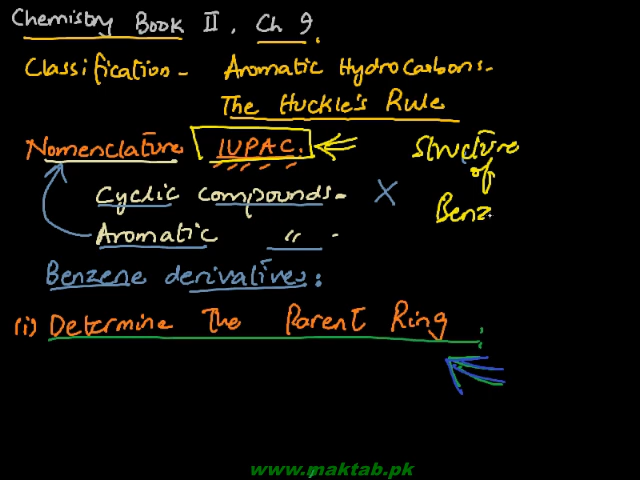 Chemistry Book II, Ch 9.
Classification - Aromatic Hydrocarbons-
The Huckle's Rule
Nomenclature IUPAC.
Structure of Benz
Cyclic compounds- X
Aromatic " -
Benzene derivatives:
(i) Determine The Parent Ring :
www.maktab.pk